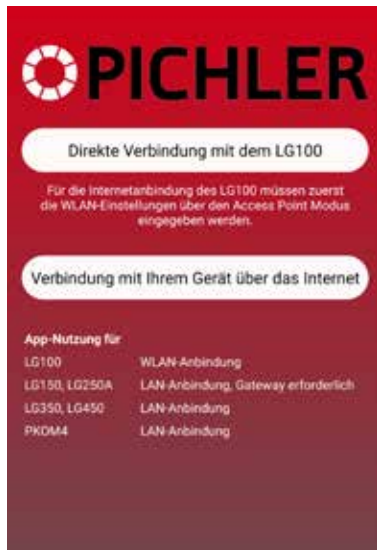 PICHLER
Direkte Verbindung mit dem LG100
Für die Internetanbindung des LG100 müssen zuerst
die WLAN-Einstellungen über den Access Point Modus
eingegeben werden.
Verbindung mit Ihrem Gerät über das Internet
App-Nutzung für
LG100 WLAN-Anbindung
LG150, LG250A LAN-Anbindung, Gateway erforderlich
LG350, LG450 LAN-Anbindung
PKOM4 LAN-Anbindung